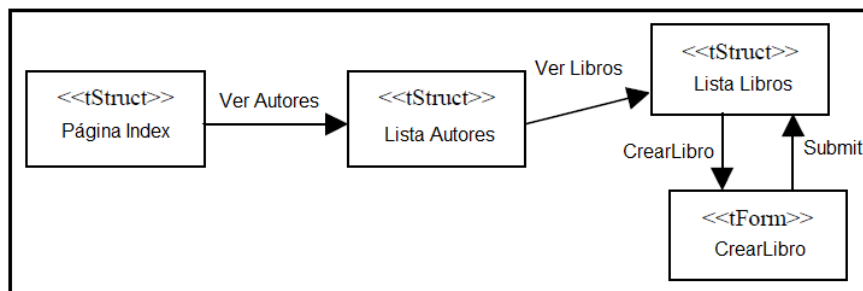 <<tStruct>>
Página Index
Ver Autores
<<tStruct>>
Lista Autores
Ver Libros
<<tStruct>>
Lista Libros
CrearLibro
Submit
<<tForm>>
CrearLibro